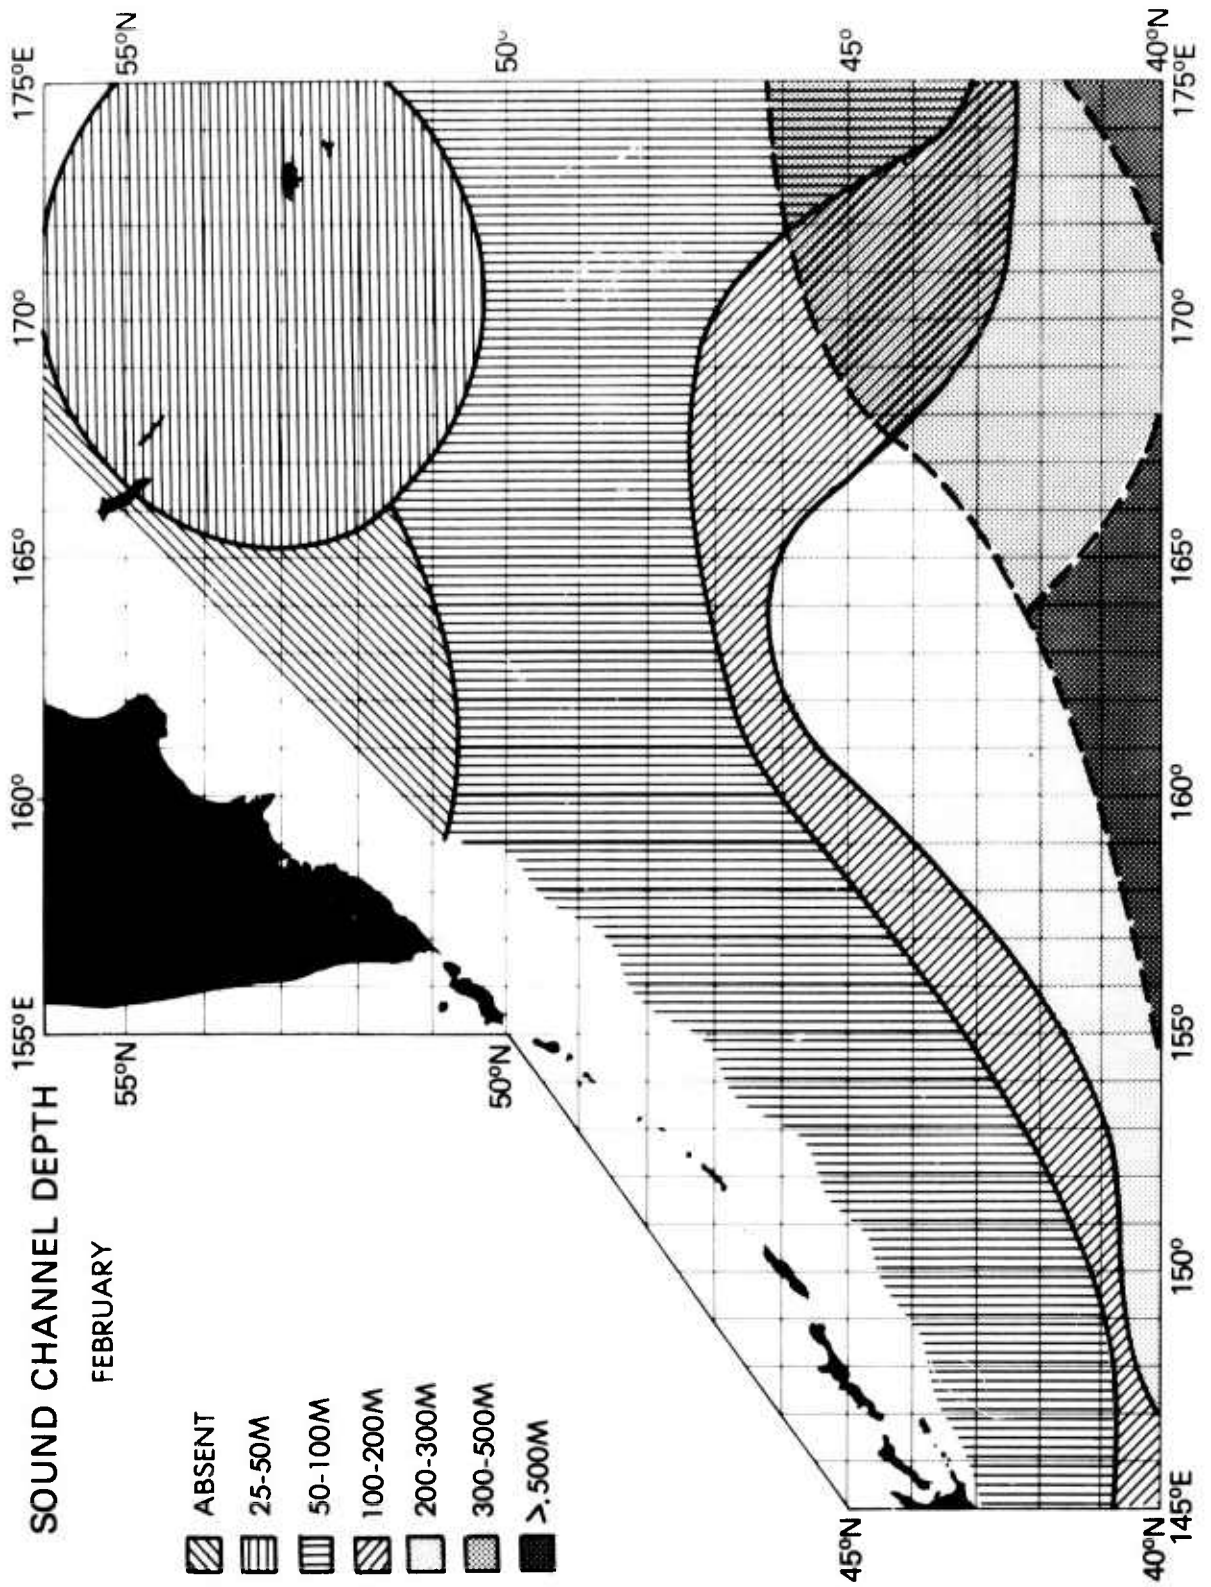 SOUND CHANNEL DEPTH
FEBRUARY
ABSENT
25-50M
50-100M
100-200M
200-300M
300-500M
>500M
155°E
160°
165°
170°
175°E
55°N
50°N
45°N
40°N
55°N
50°
45°
40°N
145°E
150°
155°
160°
165°
170°
175°E